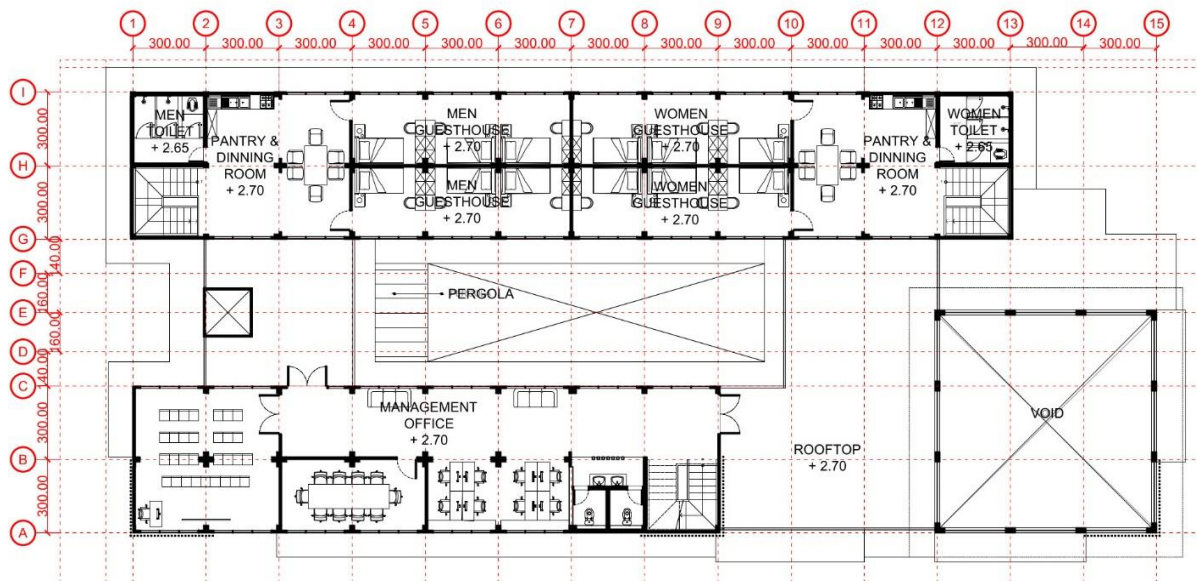 1 2 3 4 5 6 7 8 9 10 11 12 13 14 15
300.00 300.00 300.00 300.00 300.00 300.00 300.00 300.00 300.00 300.00 300.00 300.00 300.00 300.00
I
300.00
H
300.00
G
140.00
F
160.00
E
160.00
D
140.00
C
300.00
B
300.00
A
MEN
TOILET
+ 2.65
PANTRY &
DINNING
ROOM
+ 2.70
MEN
GUESTHOUSE
+ 2.70
WOMEN
GUESTHOUSE
+ 2.70
PANTRY &
DINNING
ROOM
+ 2.70
WOMEN
TOILET
+ 2.65
MEN
GUESTHOUSE
+ 2.70
WOMEN
GUESTHOUSE
+ 2.70
PERGOLA
MANAGEMENT
OFFICE
+ 2.70
ROOFTOP
+ 2.70
VOID